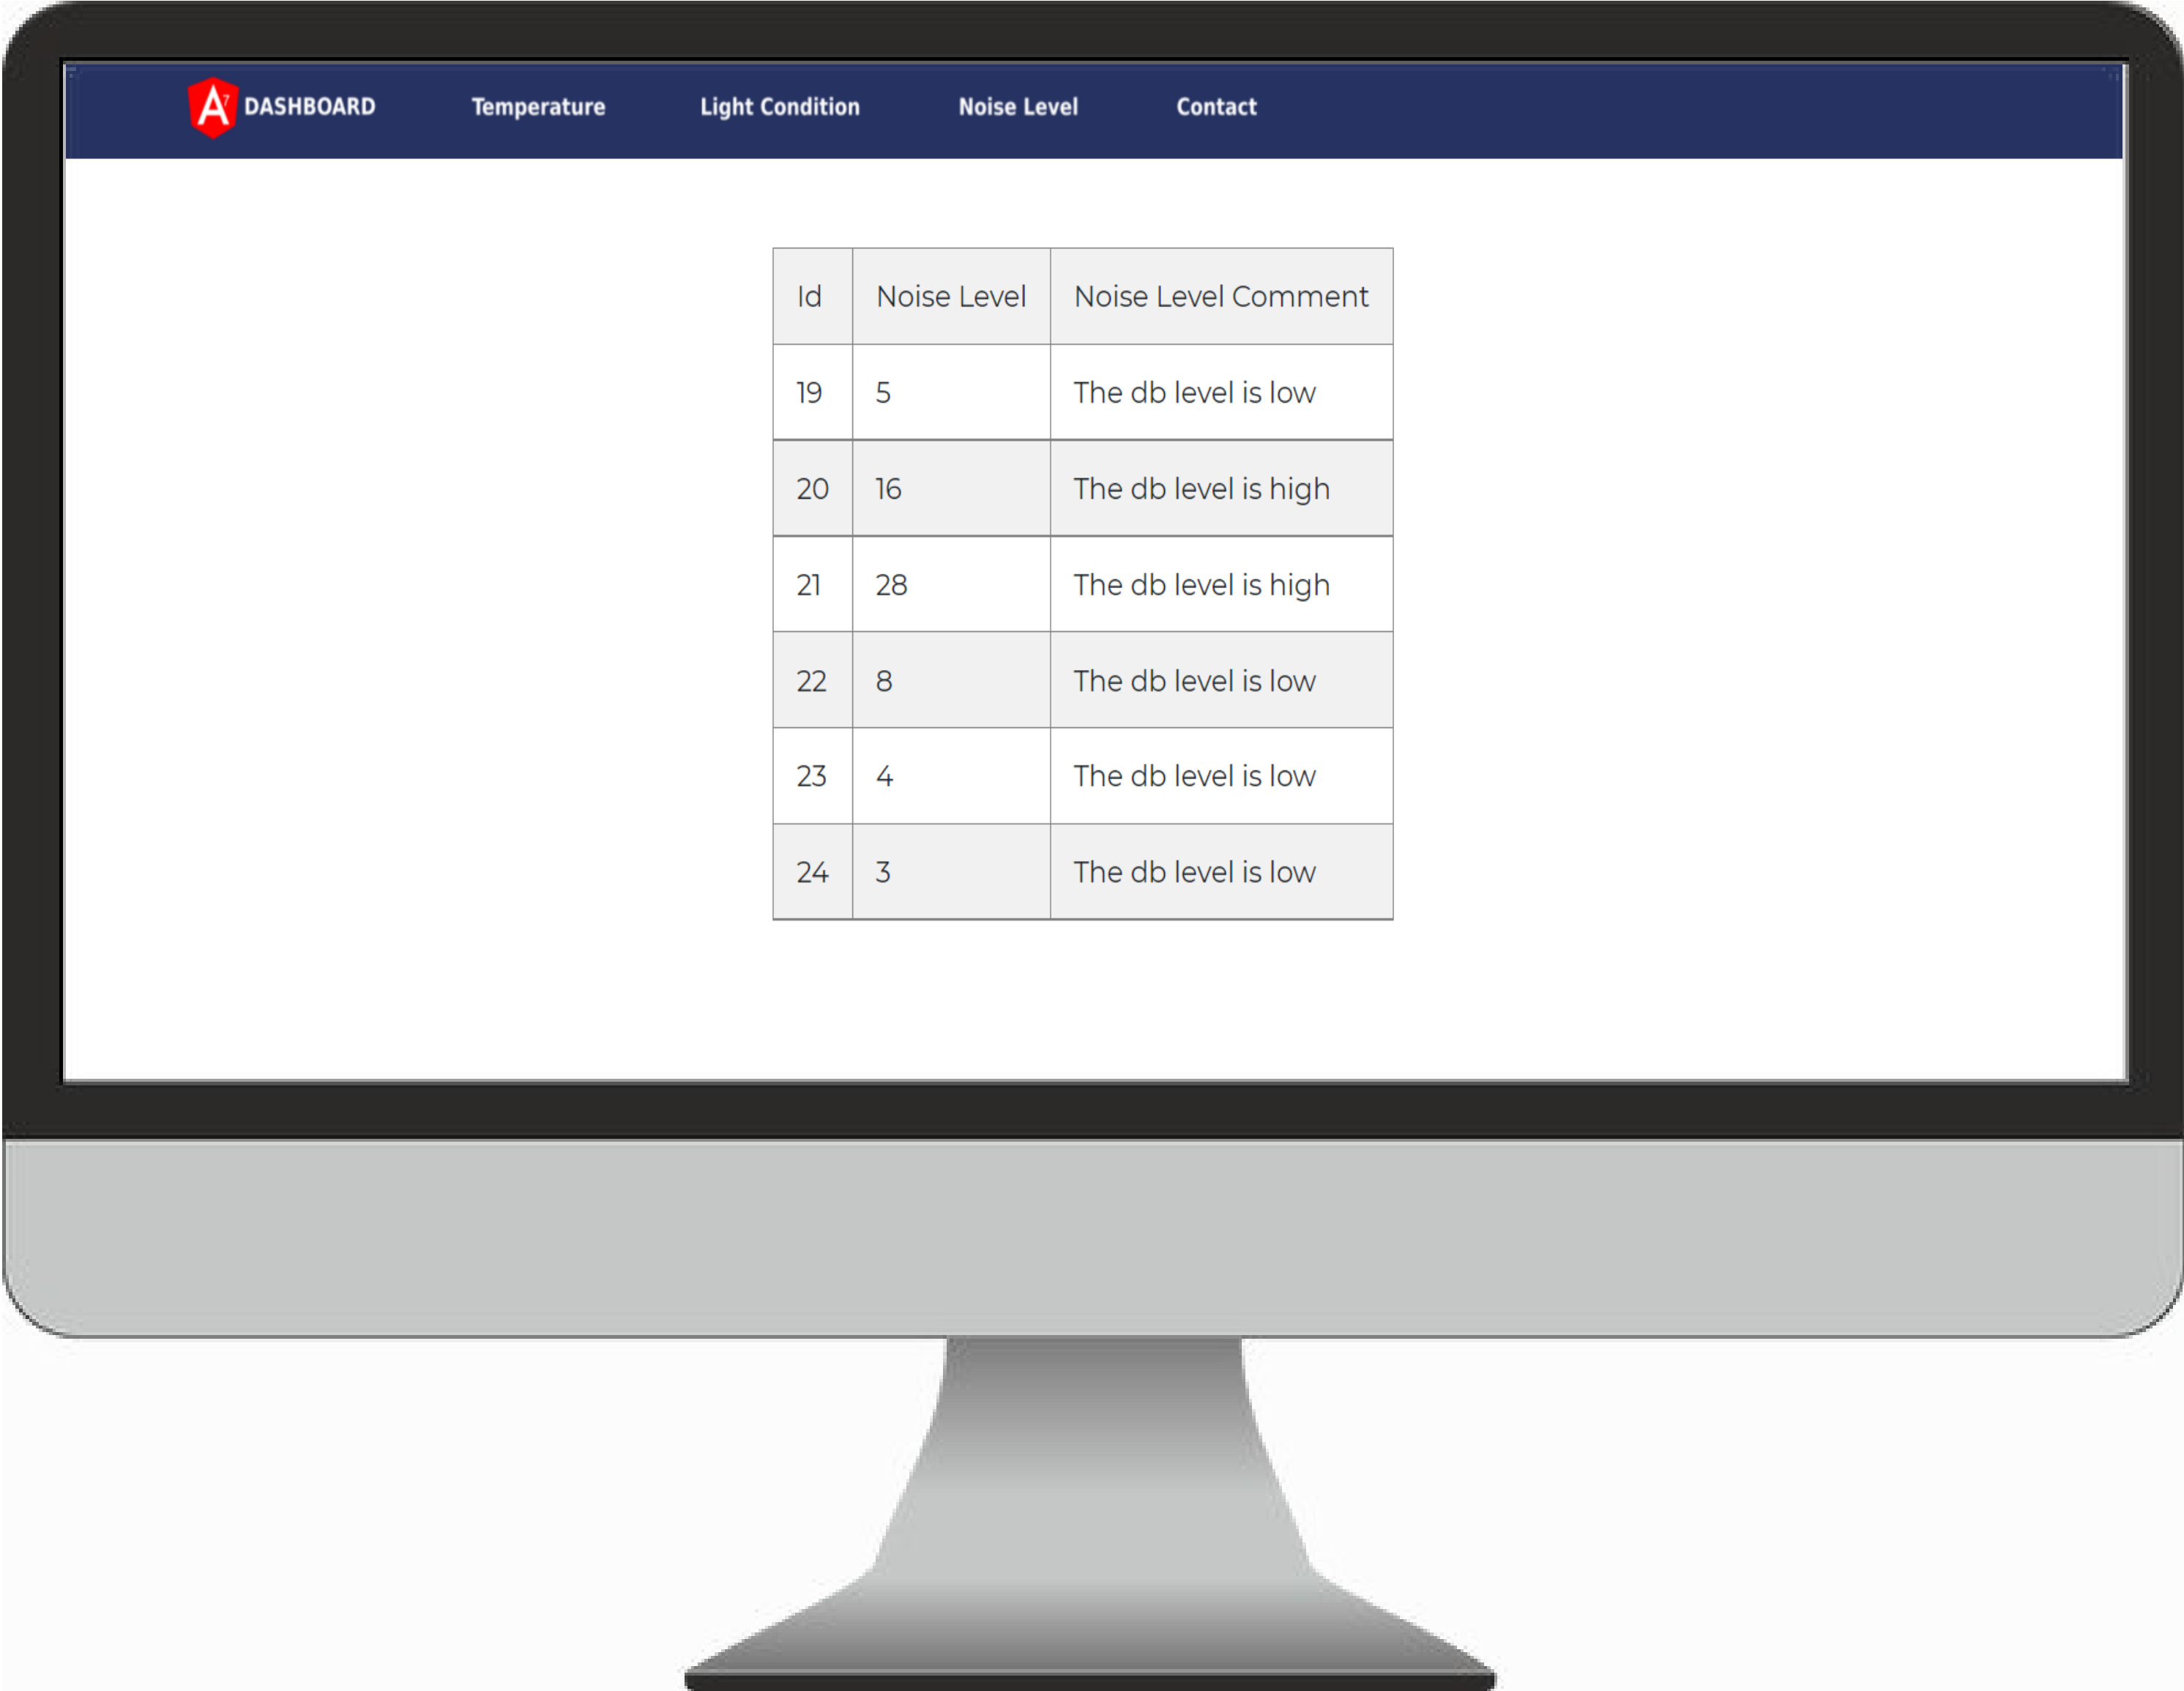 A7 DASHBOARD Temperature Light Condition Noise Level Contact
Id Noise Level Noise Level Comment
19 5 The db level is low
20 16 The db level is high
21 28 The db level is high
22 8 The db level is low
23 4 The db level is low
24 3 The db level is low